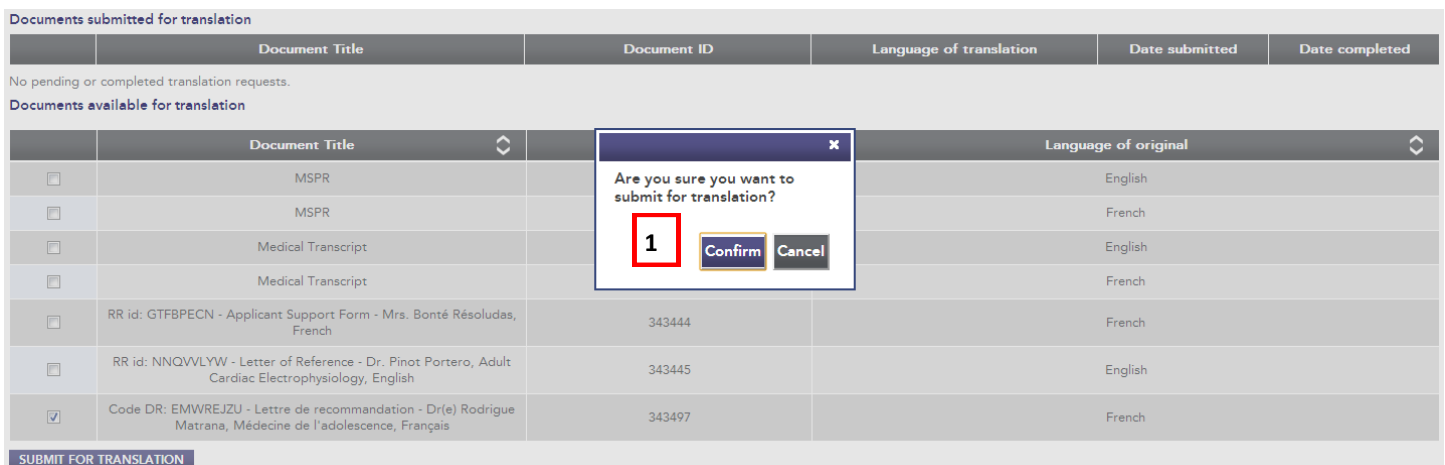 Documents submitted for translation
Document Title Document ID Language of translation Date submitted Date completed
No pending or completed translation requests.
Documents available for translation
Document Title Language of original
MSPR English
MSPR French
Medical Transcript English
Medical Transcript French
Are you sure you want to
submit for translation?
1 Confirm Cancel
RR id: GTFBPECN - Applicant Support Form - Mrs. Bonté Résoludas,
French
343444 French
RR id: NNQVVLYW - Letter of Reference - Dr. Pinot Portero, Adult
Cardiac Electrophysiology, English
343445 English
Code DR: EMWREJZU - Lettre de recommandation - Dr(e) Rodrigue
Matrana, Médecine de l'adolescence, Français
343497 French
SUBMIT FOR TRANSLATION